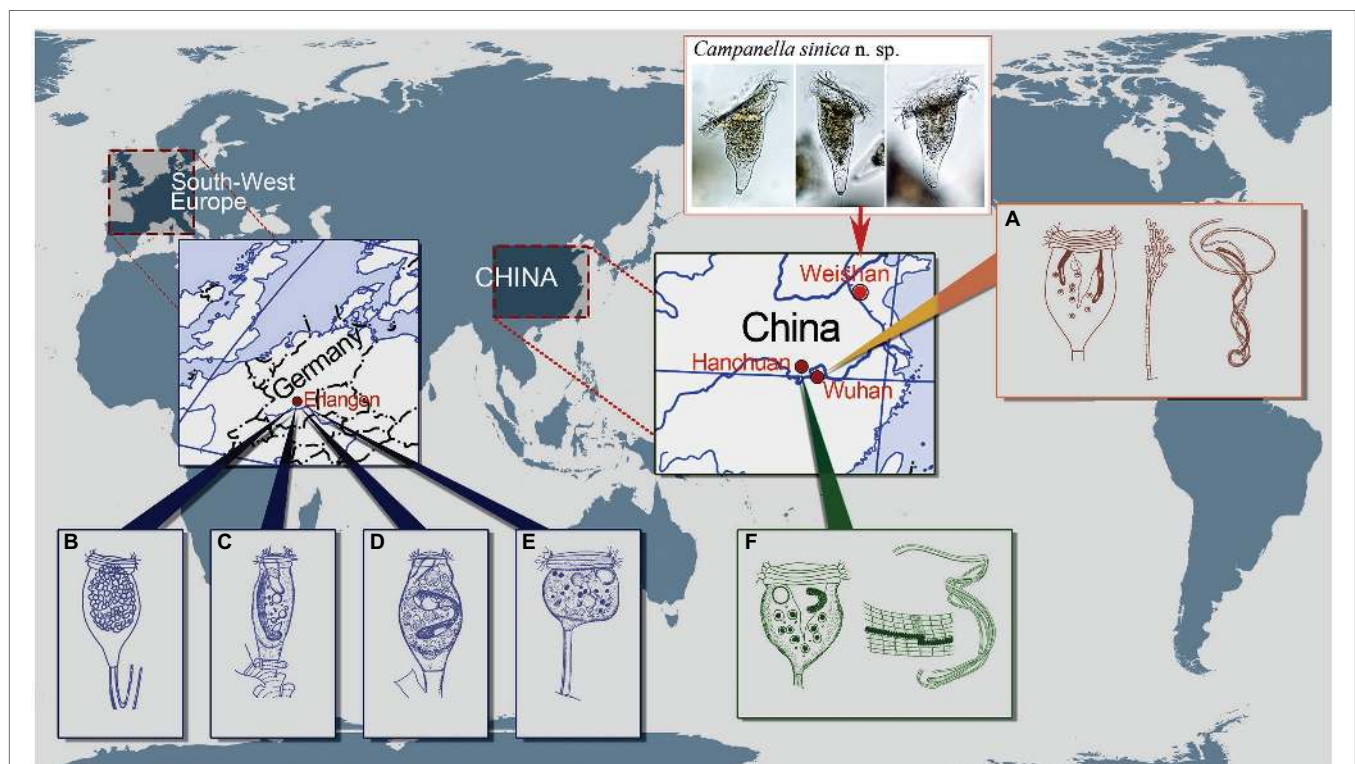 Campanella sinica n. sp.
South-West
Europe
CHINA
A
Weishan
China
Hanchuan
Wuhan
Germany
Erlangen
B
C
D
E
F